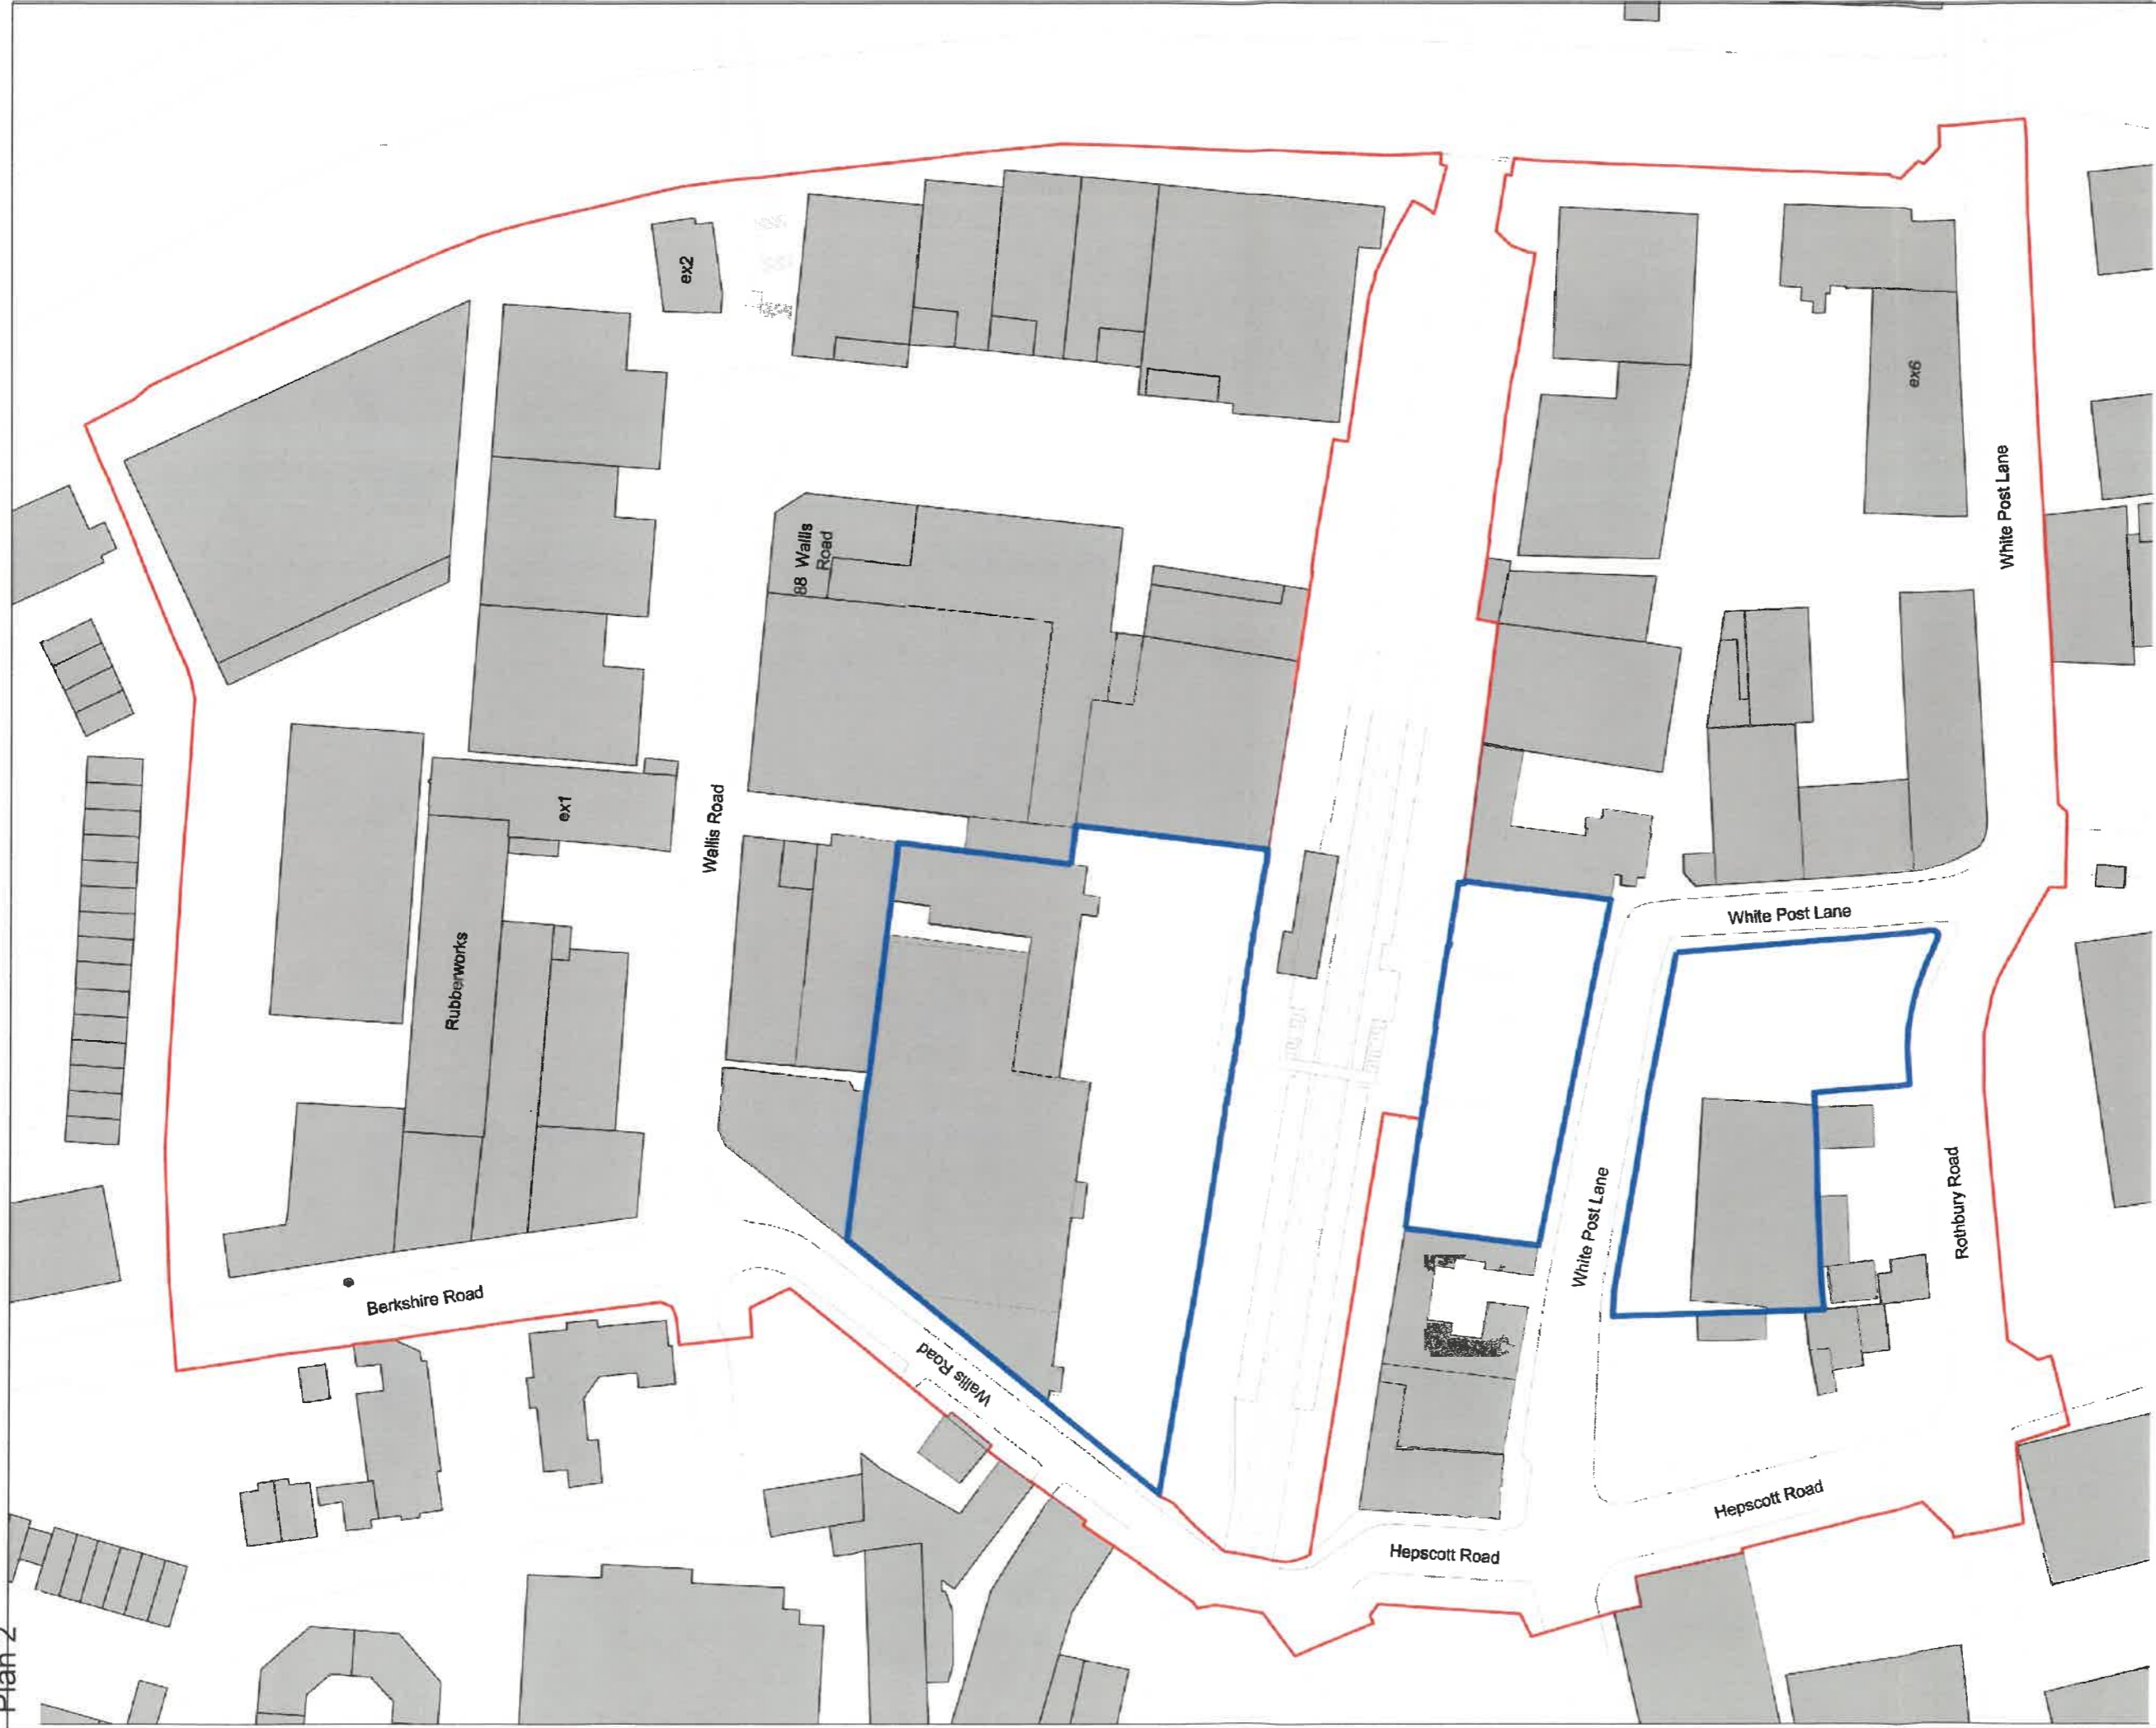 ex2
ex6
88 Wallis
Road
White Post Lane
ex1
Wallis Road
White Post Lane
Rubberworks
White Post Lane
Rothbury Road
Berkshire Road
Wallis Road
Hepscott Road
Hepscott Road
Plan 2